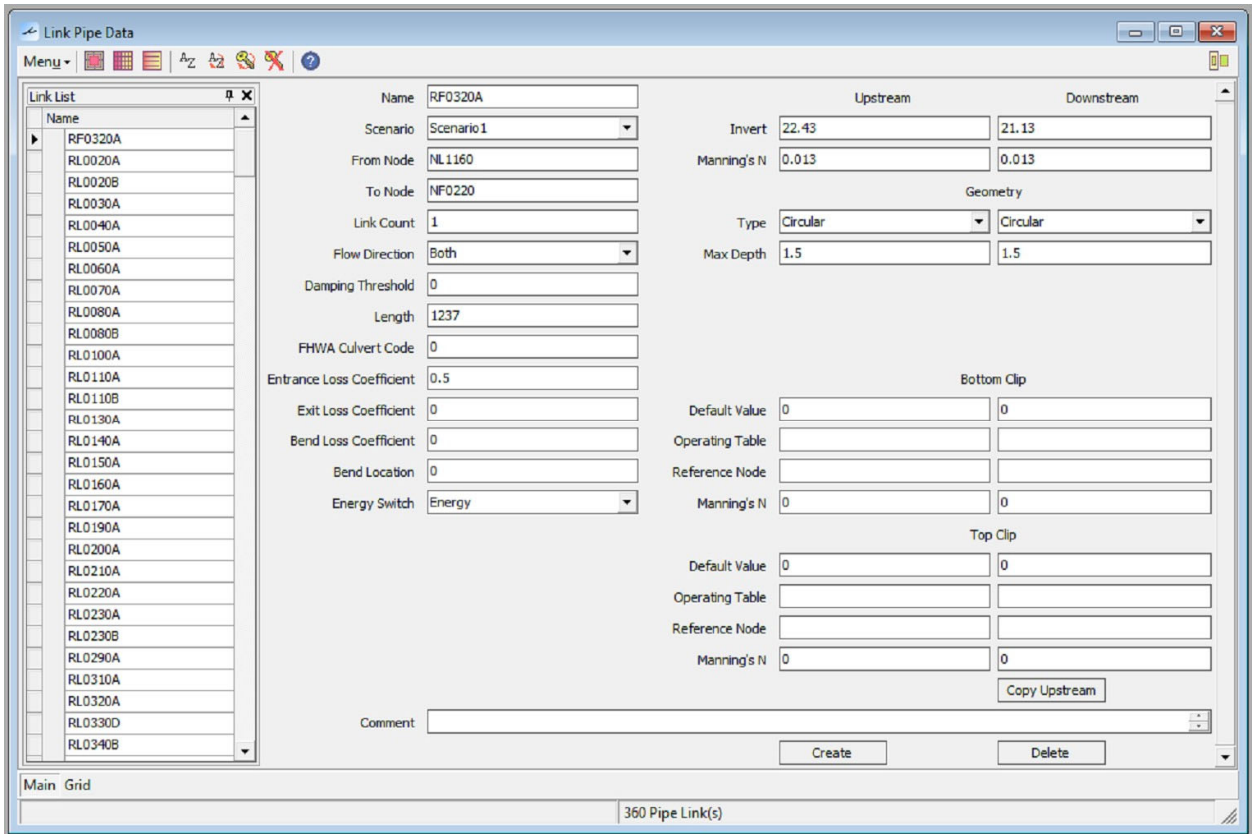 Link Pipe Data
Menu
Link List
Name
RF0320A
RL0020A
RL0020B
RL0030A
RL0040A
RL0050A
RL0060A
RL0070A
RL0080A
RL0080B
RL0100A
RL0110A
RL0110B
RL0130A
RL0140A
RL0150A
RL0160A
RL0170A
RL0190A
RL0200A
RL0210A
RL0220A
RL0230A
RL0230B
RL0290A
RL0310A
RL0320A
RL0330D
RL0340B
Name RF0320A
Scenario Scenario1
From Node NL1160
To Node NF0220
Link Count 1
Flow Direction Both
Damping Threshold 0
Length 1237
FHWA Culvert Code 0
Entrance Loss Coefficient 0.5
Exit Loss Coefficient 0
Bend Loss Coefficient 0
Bend Location 0
Energy Switch Energy
Upstream Downstream
Invert 22.43 21.13
Manning's N 0.013 0.013
Geometry
Type Circular Circular
Max Depth 1.5 1.5
Bottom Clip
Default Value 0 0
Operating Table
Reference Node
Manning's N 0 0
Top Clip
Default Value 0 0
Operating Table
Reference Node
Manning's N 0 0
Copy Upstream
Comment
Create Delete
Main Grid
360 Pipe Link(s)